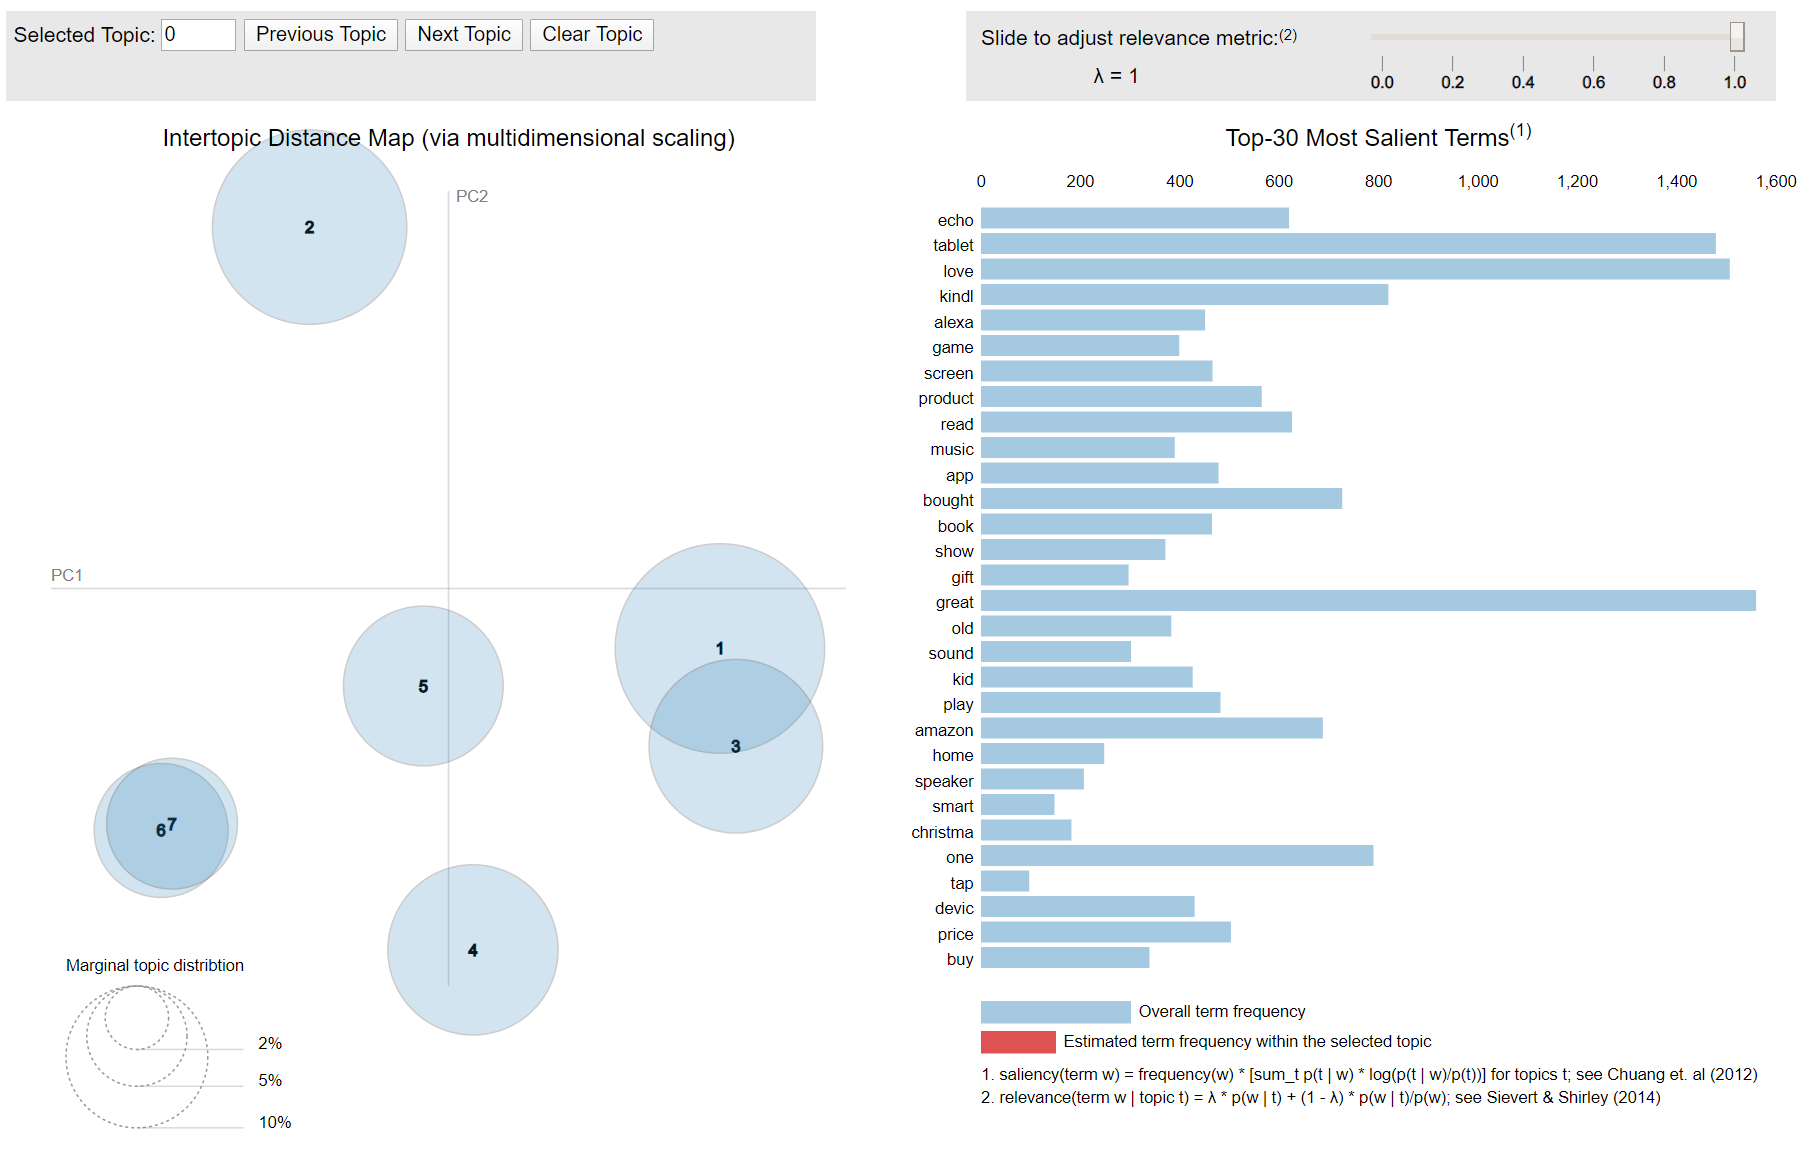 Selected Topic: 0 Previous Topic Next Topic Clear Topic
Slide to adjust relevance metric:(2)
λ = 1
0.0 0.2 0.4 0.6 0.8 1.0
Intertopic Distance Map (via multidimensional scaling)
PC2
PC1
2
1
5
3
6
7
4
Marginal topic distribtion
2%
5%
10%
Top-30 Most Salient Terms(1)
0 200 400 600 800 1,000 1,200 1,400 1,600
echo
tablet
love
kindl
alexa
game
screen
product
read
music
app
bought
book
show
gift
great
old
sound
kid
play
amazon
home
speaker
smart
christma
one
tap
devic
price
buy
Overall term frequency
Estimated term frequency within the selected topic
1. saliency(term w) = frequency(w) * [sum_t p(t | w) * log(p(t | w)/p(t))] for topics t; see Chuang et. al (2012)
2. relevance(term w | topic t) = λ * p(w | t) + (1 - λ) * p(w | t)/p(w); see Sievert & Shirley (2014)